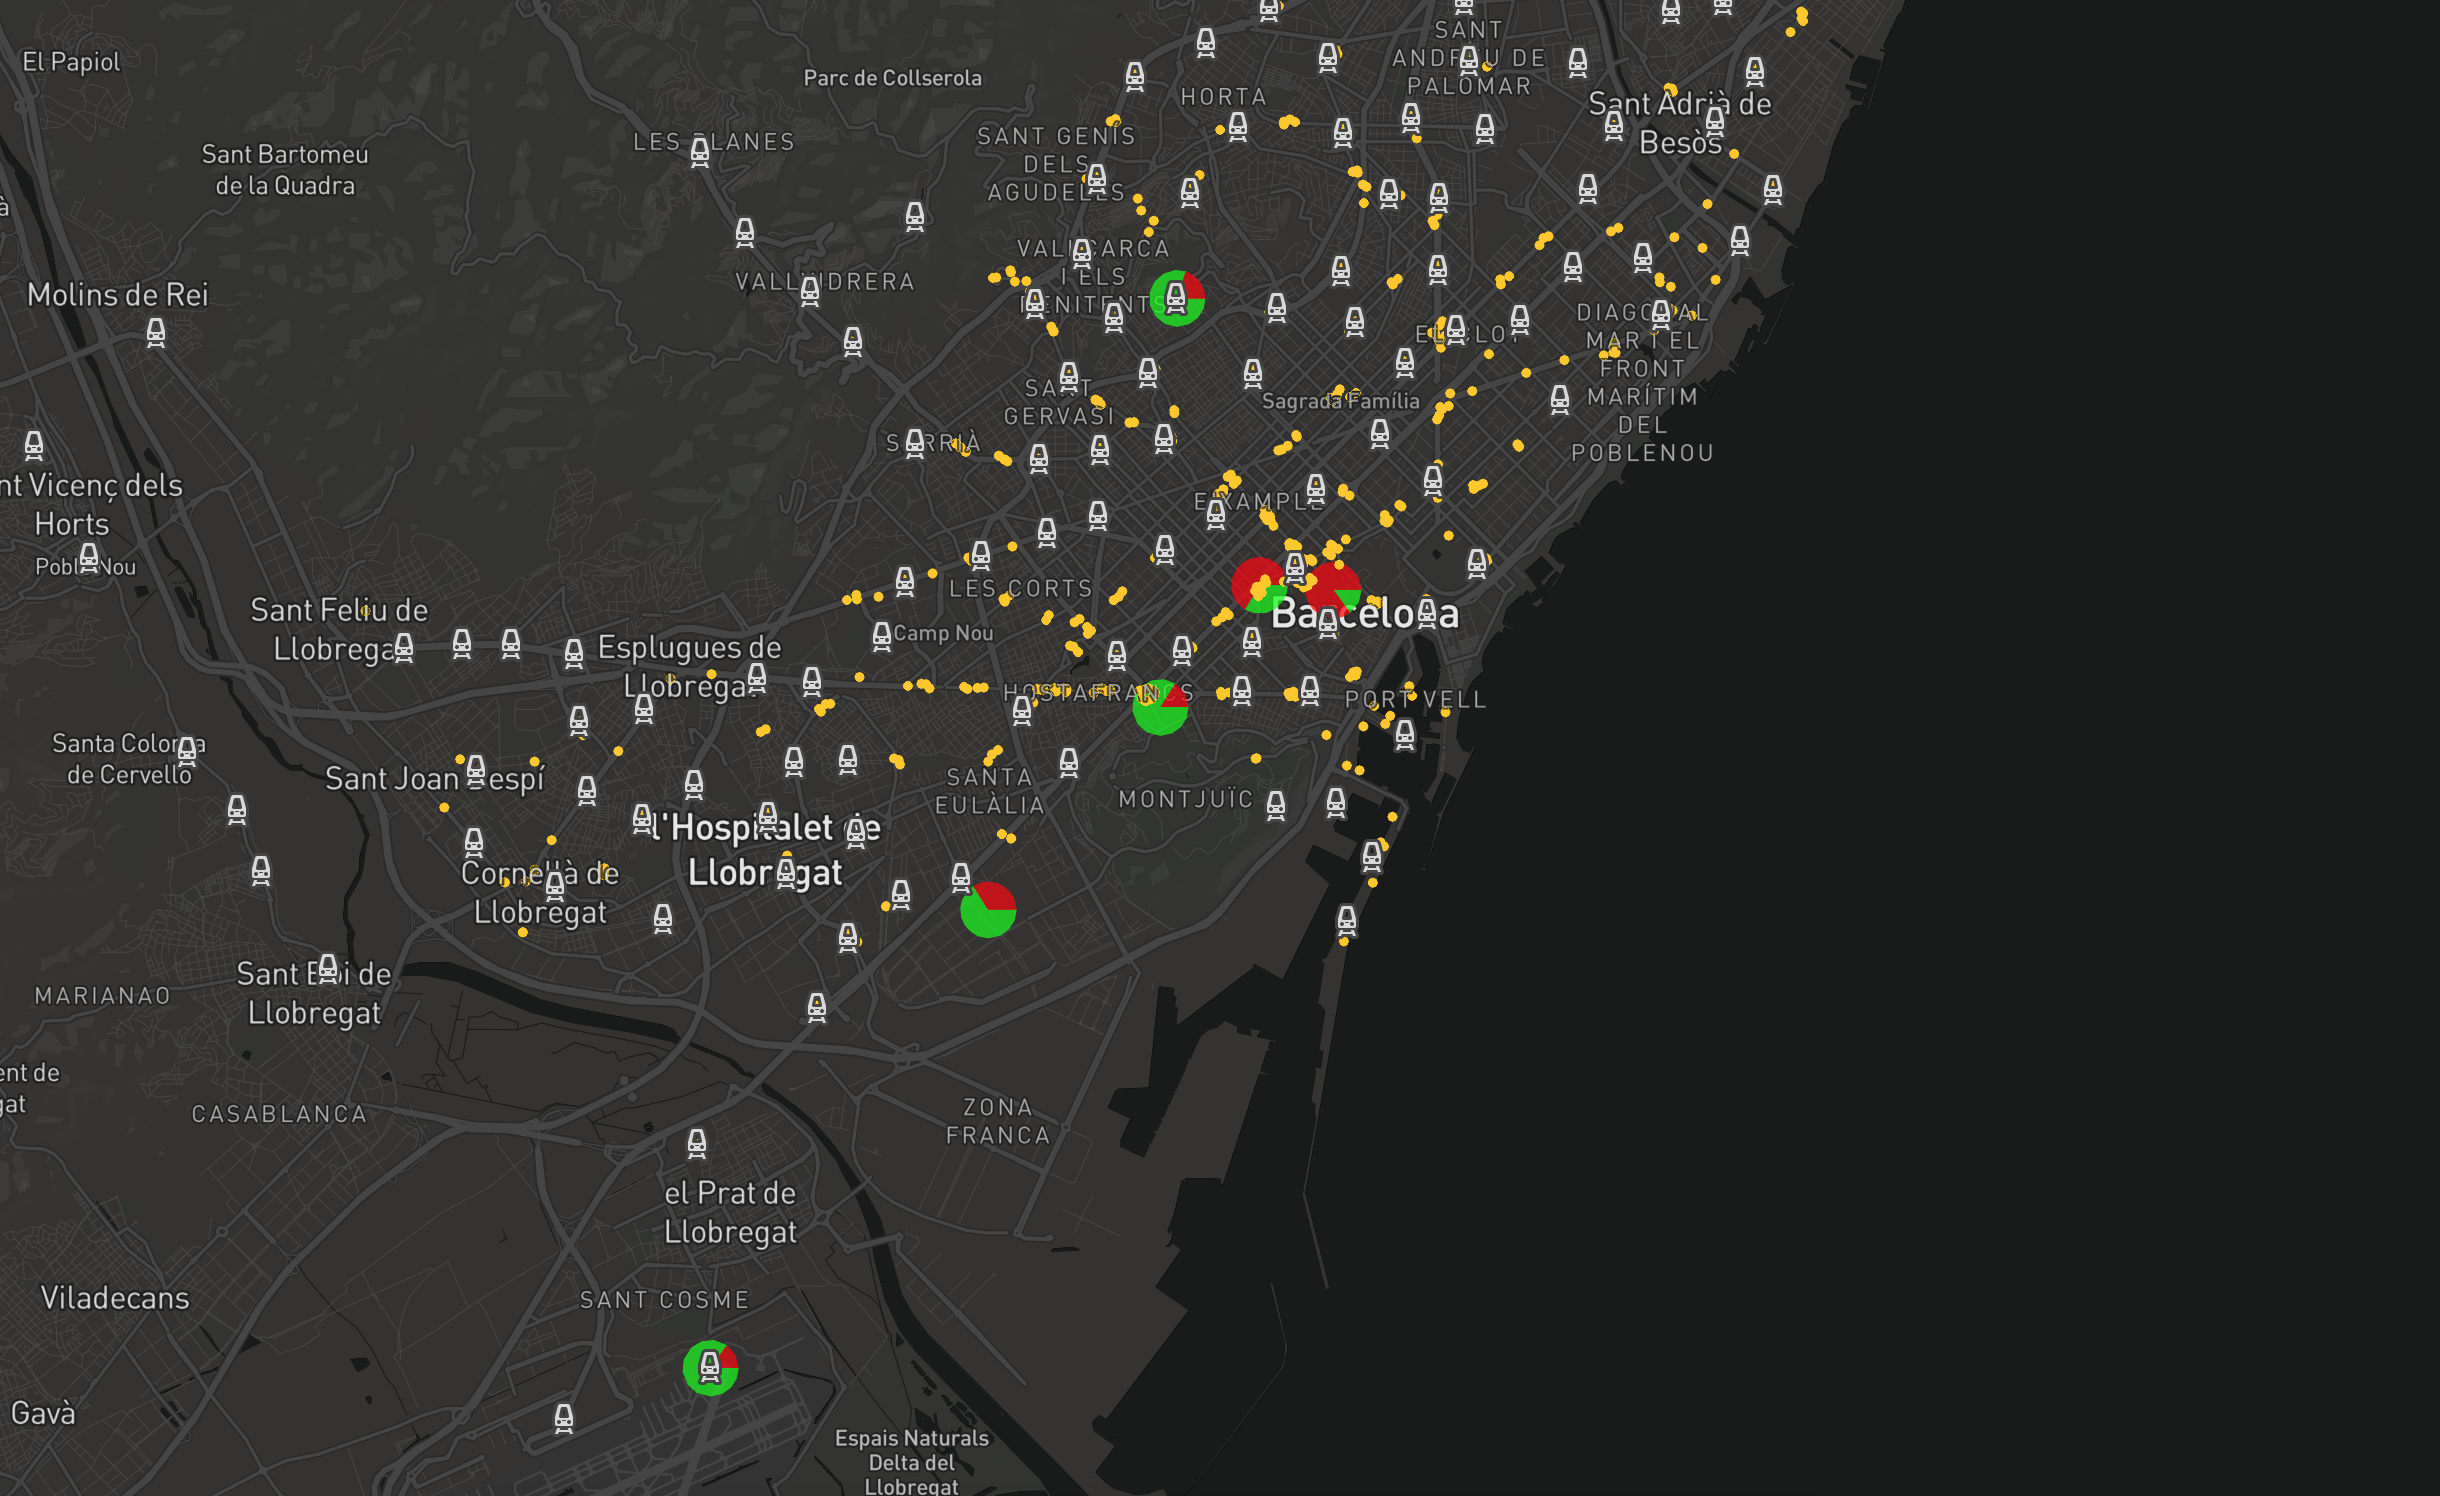 SANT
ANDREU DE
PALOMAR
El Papiol
Parc de Collserola
HORTA
Sant Adrià de
Besòs
LES PLANES
SANT GENÍS
DELS
AGUDELLS
Sant Bartomeu
de la Quadra
VALLCARCA
I ELS
PENITENTS
VALLVIDRERA
Molins de Rei
DIAGONAL
MAR I EL
FRONT
MARÍTIM
DEL
POBLENOU
EL CLOT
SANT
GERVASI
Sagrada Família
SARRIÀ
nt Vicenç dels
Horts
EIXAMPLE
Poble Nou
LES CORTS
Sant Feliu de
Llobregat
Barcelona
Camp Nou
Esplugues de
Llobregat
HOSTAFRANCS
PORT VELL
Santa Coloma
de Cervelló
Sant Joan Despí
SANTA
EULÀLIA
MONTJUÏC
l'Hospitalet de
Llobregat
Cornellà de
Llobregat
Sant Boi de
Llobregat
MARIANAO
ent de
gat
CASABLANCA
ZONA
FRANCA
el Prat de
Llobregat
Viladecans
SANT COSME
Gavà
Espais Naturals
Delta del
Llobregat